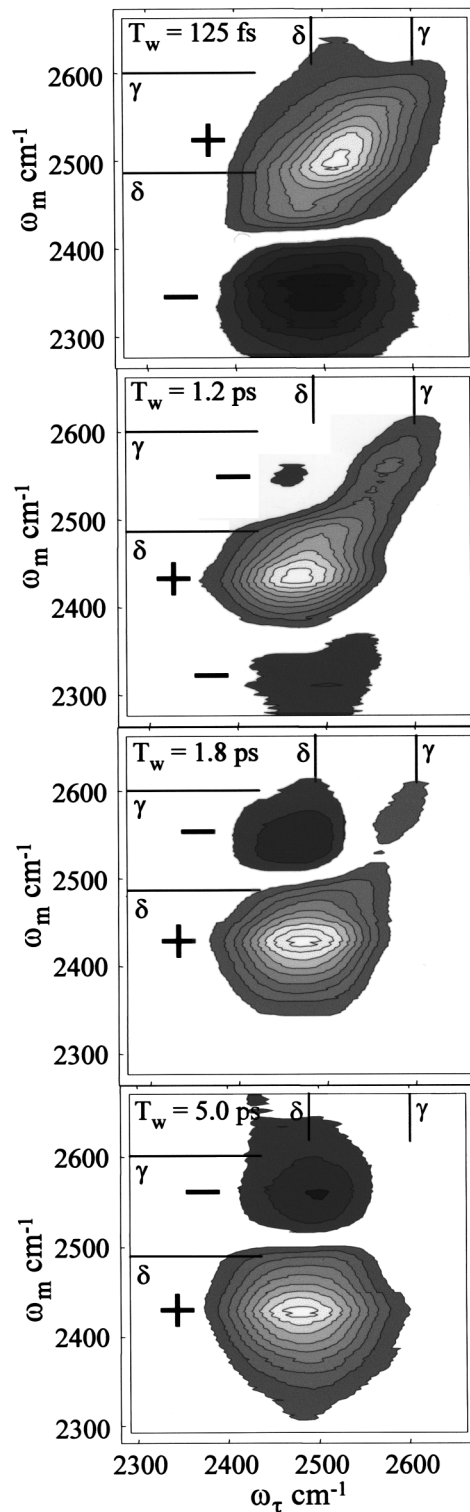 T_w = 125 fs δ γ
2600
γ
+
2500
δ
ω_m cm⁻¹
2400
−
2300
T_w = 1.2 ps δ γ
2600
γ
−
2500
δ
ω_m cm⁻¹
+
2400
−
2300
T_w = 1.8 ps δ γ
2600
γ
−
2500
δ
ω_m cm⁻¹
+
2400
2300
T_w = 5.0 ps δ γ
2600
γ
−
2500
δ
ω_m cm⁻¹
+
2400
2300
2300 2400 2500 2600
ω_τ cm⁻¹